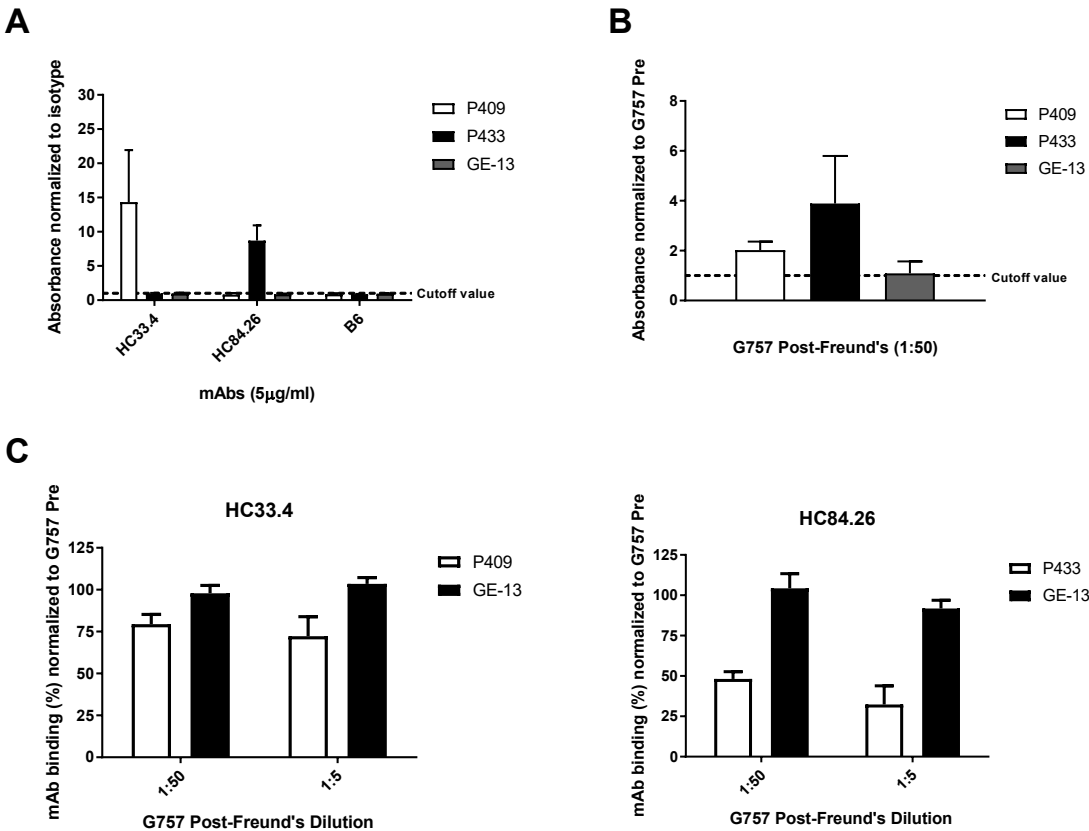 A
Absorbance normalized to isotype
30
25
20
15
10
5
0
HC33.4
HC84.26
B6
mAbs (5μg/ml)
P409
P433
GE-13
Cutoff value
B
Absorbance normalized to G757 Pre
8
6
4
2
0
G757 Post-Freund's (1:50)
P409
P433
GE-13
Cutoff value
C
HC33.4
mAb binding (%) normalized to G757 Pre
125
100
75
50
25
0
1:50
1:5
G757 Post-Freund's Dilution
P409
GE-13
HC84.26
mAb binding (%) normalized to G757 Pre
125
100
75
50
25
0
1:50
1:5
G757 Post-Freund's Dilution
P433
GE-13